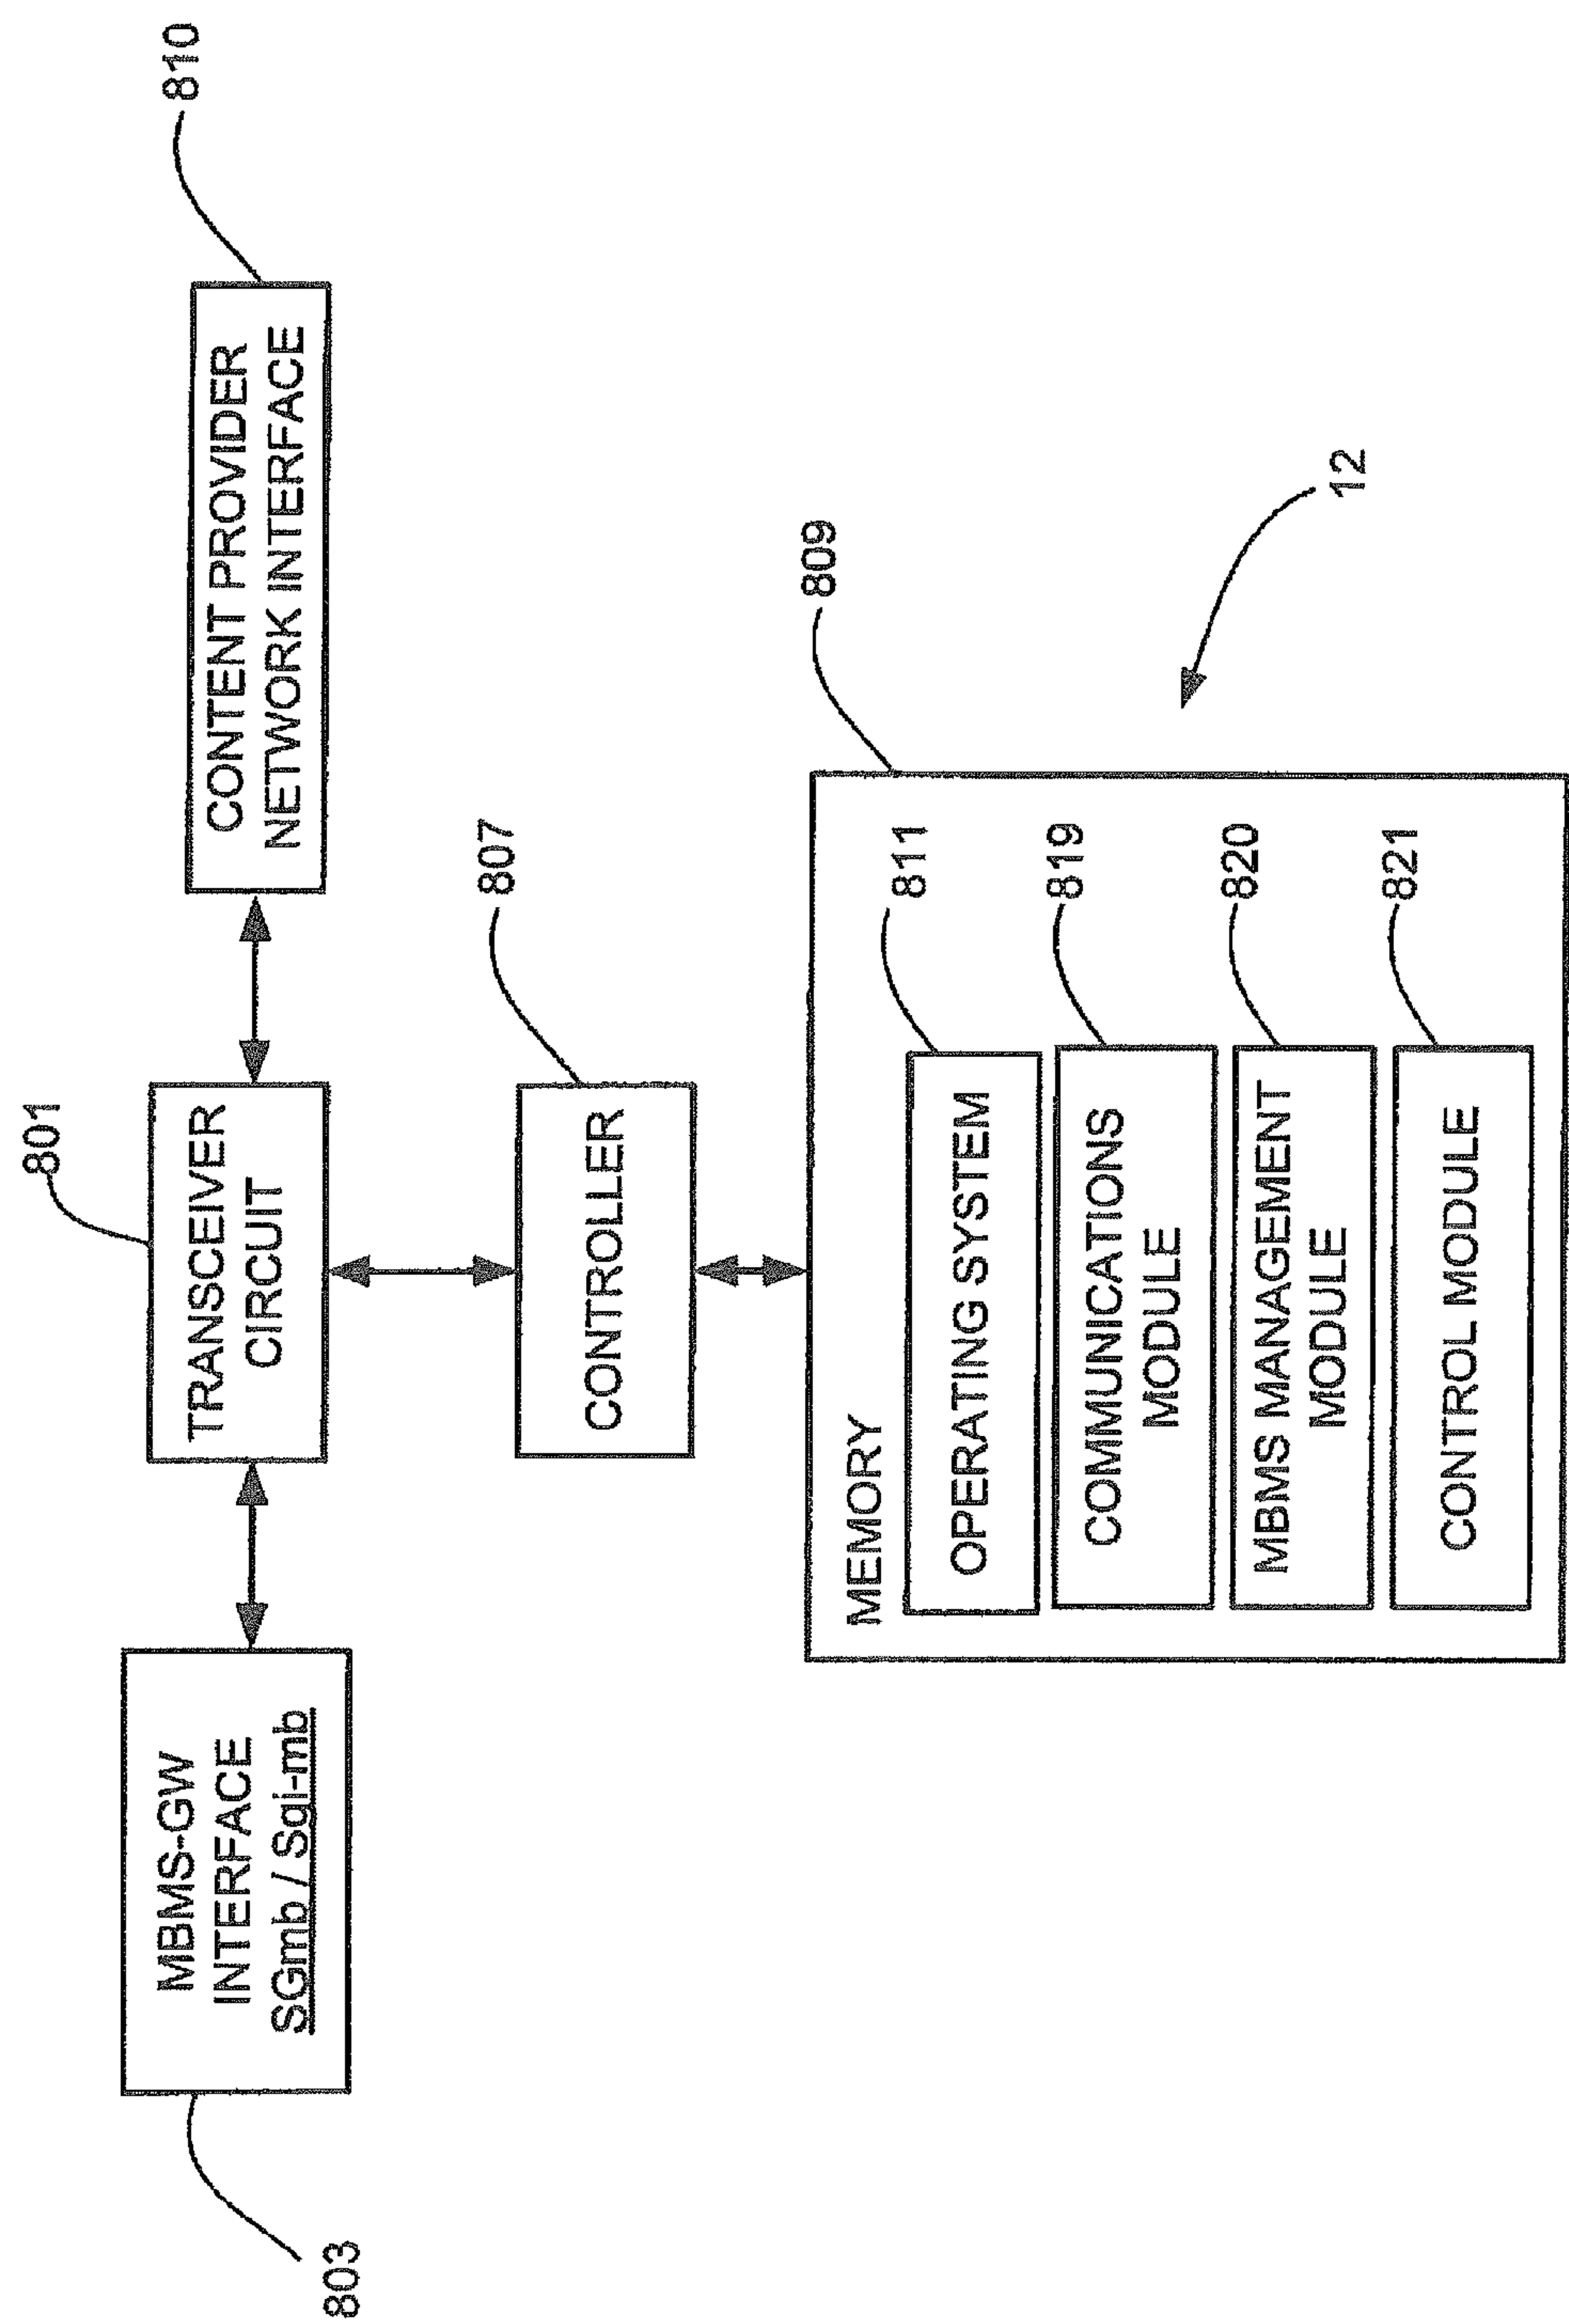 801
810
MBMS-GW
INTERFACE
SGmb / Sgi-mb
TRANSCEIVER
CIRCUIT
CONTENT PROVIDER
NETWORK INTERFACE
803
807
CONTROLLER
809
MEMORY
811
OPERATING SYSTEM
819
COMMUNICATIONS
MODULE
820
MBMS MANAGEMENT
MODULE
821
CONTROL MODULE
12